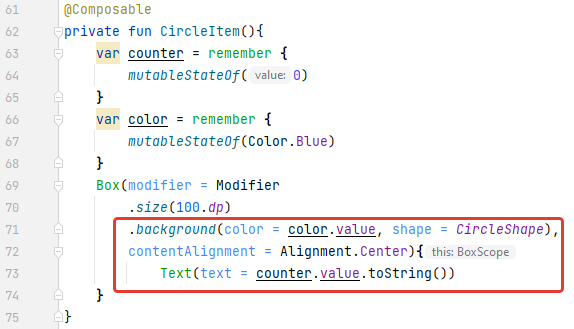 61 @Composable
62 private fun CircleItem(){
63     var counter = remember {
64         mutableStateOf( value: 0)
65     }
66     var color = remember {
67         mutableStateOf(Color.Blue)
68     }
69     Box(modifier = Modifier
70         .size(100.dp)
71         .background(color = color.value, shape = CircleShape),
72         contentAlignment = Alignment.Center){ this: BoxScope
73             Text(text = counter.value.toString())
74     }
75 }